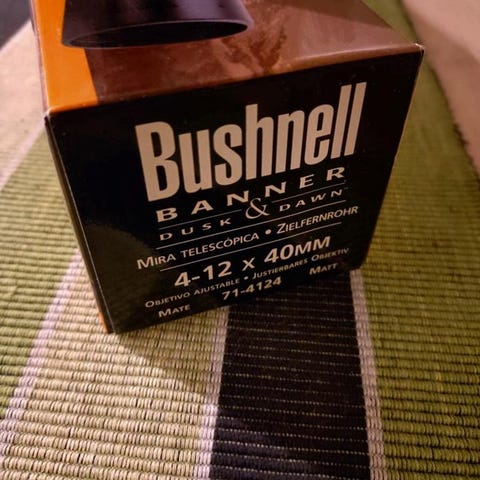 Bushnell
BANNER
DUSK & DAWN
MIRA TELESCÓPICA • ZIELFERNROHR
4-12 x 40MM
OBJETIVO AJUSTABLE • JUSTIERBARES OBJEKTIV
MATE 71-4124 MATT